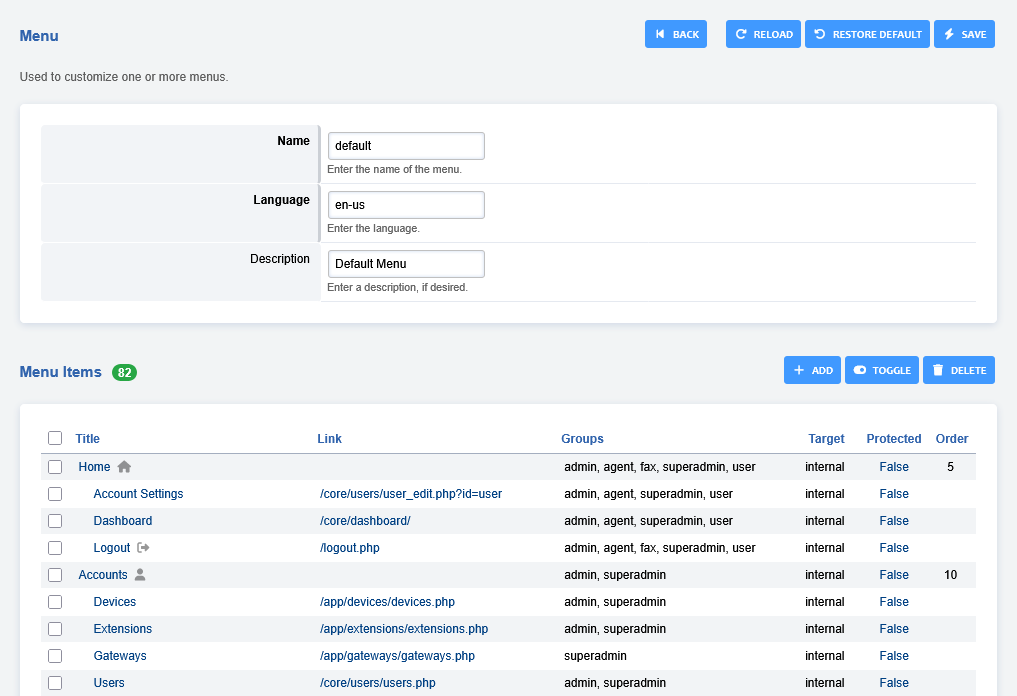 Menu BACK RELOAD RESTORE DEFAULT SAVE
Used to customize one or more menus.
Name default
Enter the name of the menu.
Language en-us
Enter the language.
Description Default Menu
Enter a description, if desired.
Menu Items 82 ADD TOGGLE DELETE
Title Link Groups Target Protected Order
Home admin, agent, fax, superadmin, user internal False 5
Account Settings /core/users/user_edit.php?id=user admin, agent, superadmin, user internal False
Dashboard /core/dashboard/ admin, agent, superadmin, user internal False
Logout /logout.php admin, agent, fax, superadmin, user internal False
Accounts admin, superadmin internal False 10
Devices /app/devices/devices.php admin, superadmin internal False
Extensions /app/extensions/extensions.php admin, superadmin internal False
Gateways /app/gateways/gateways.php superadmin internal False
Users /core/users/users.php admin, superadmin internal False